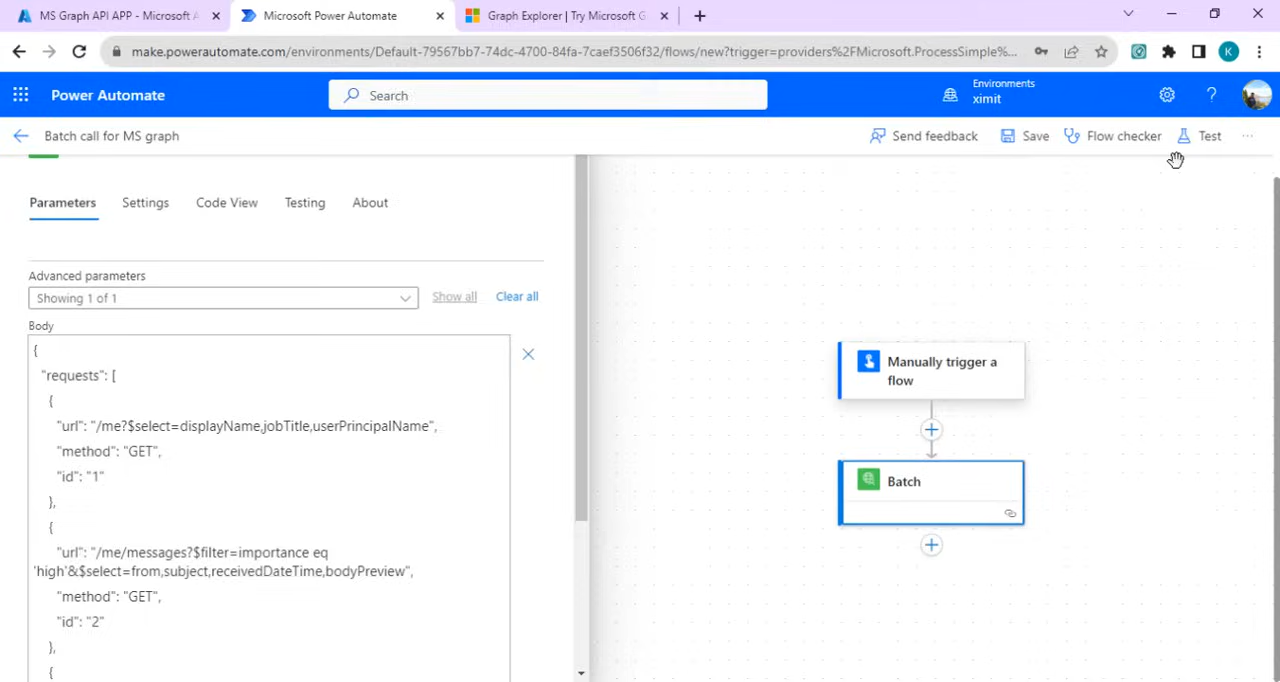 MS Graph API APP - Microsoft A
Microsoft Power Automate
Graph Explorer | Try Microsoft G
make.powerautomate.com/environments/Default-79567bb7-74dc-4700-84fa-7caef3506f32/flows/new?trigger=providers%2FMicrosoft.ProcessSimple%...
K
Power Automate
Search
Environments
ximit
Batch call for MS graph
Send feedback
Save
Flow checker
Test
Parameters
Settings
Code View
Testing
About
Advanced parameters
Showing 1 of 1
Show all
Clear all
Body
{
"requests": [
{
"url": "/me?$select=displayName,jobTitle,userPrincipalName",
"method": "GET",
"id": "1"
},
{
"url": "/me/messages?$filter=importance eq
'high'&$select=from,subject,receivedDateTime,bodyPreview",
"method": "GET",
"id": "2"
},
{
Manually trigger a
flow
Batch